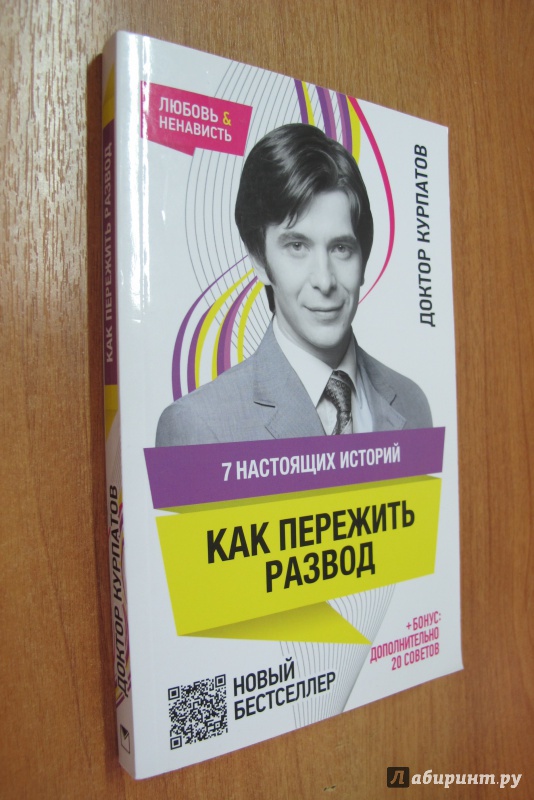 КАК ПЕРЕЖИТЬ РАЗВОД
ДОКТОР КУРПАТОВ
ЛЮБОВЬ &
НЕНАВИСТЬ
ДОКТОР КУРПАТОВ
7 НАСТОЯЩИХ ИСТОРИЙ
КАК ПЕРЕЖИТЬ
РАЗВОД
+ БОНУС:
ДОПОЛНИТЕЛЬНО
20 СОВЕТОВ
НОВЫЙ
БЕСТСЕЛЛЕР
Лабиринт.ру